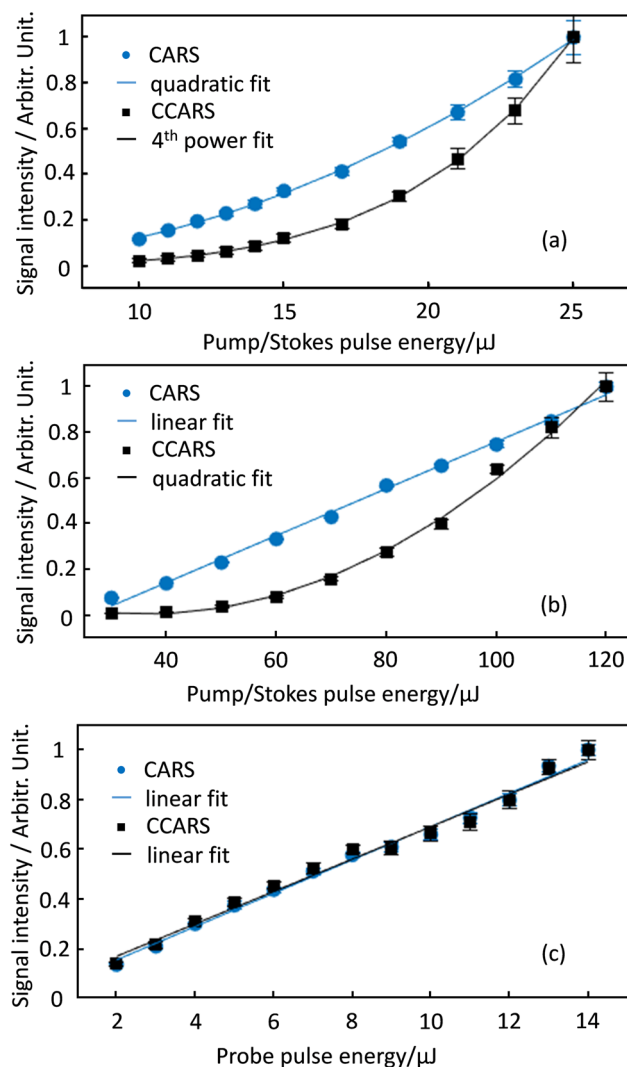 Signal intensity / Arbitr. Unit.
1
0.8
0.6
0.4
0.2
0
CARS
quadratic fit
CCARS
4th power fit
(a)
10
15
20
25
Pump/Stokes pulse energy/μJ
Signal intensity / Arbitr. Unit.
1
0.8
0.6
0.4
0.2
0
CARS
linear fit
CCARS
quadratic fit
(b)
40
60
80
100
120
Pump/Stokes pulse energy/μJ
Signal intensity / Arbitr. Unit.
1
0.8
0.6
0.4
0.2
0
CARS
linear fit
CCARS
linear fit
(c)
2
4
6
8
10
12
14
Probe pulse energy/μJ